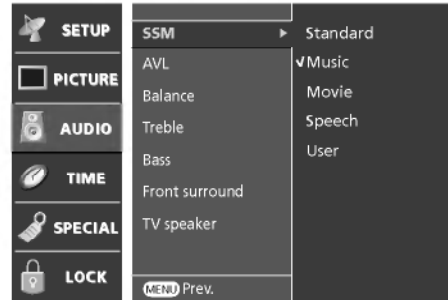 SETUP
PICTURE
AUDIO
TIME
SPECIAL
LOCK
SSM
AVL
Balance
Treble
Bass
Front surround
TV speaker
MENU Prev.
Standard
Music
Movie
Speech
User